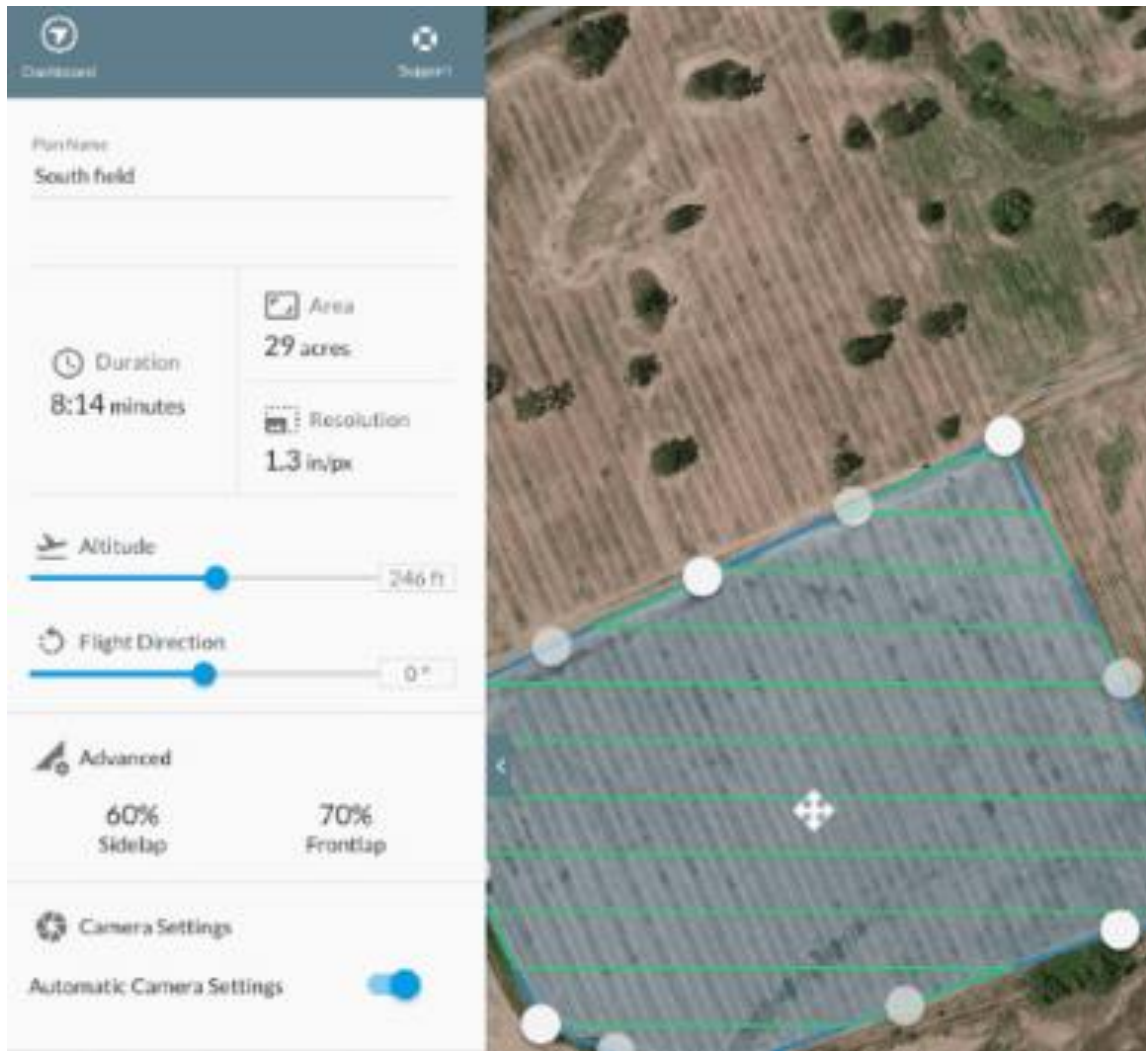 Dashboard
Support
Plan Name
South field
Area
29 acres
Duration
8:14 minutes
Resolution
1.3 in/px
Altitude
246 ft
Flight Direction
0°
Advanced
60% 70%
Sidelap Frontlap
Camera Settings
Automatic Camera Settings